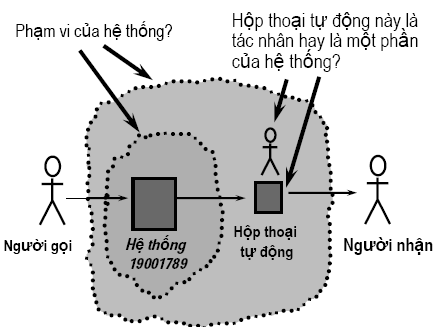 Phạm vi của hệ thống?
Hộp thoại tự động này là
tác nhân hay là một phần
của hệ thống?
Người gọi
Hệ thống
19001789
Hộp thoại
tự động
Người nhận